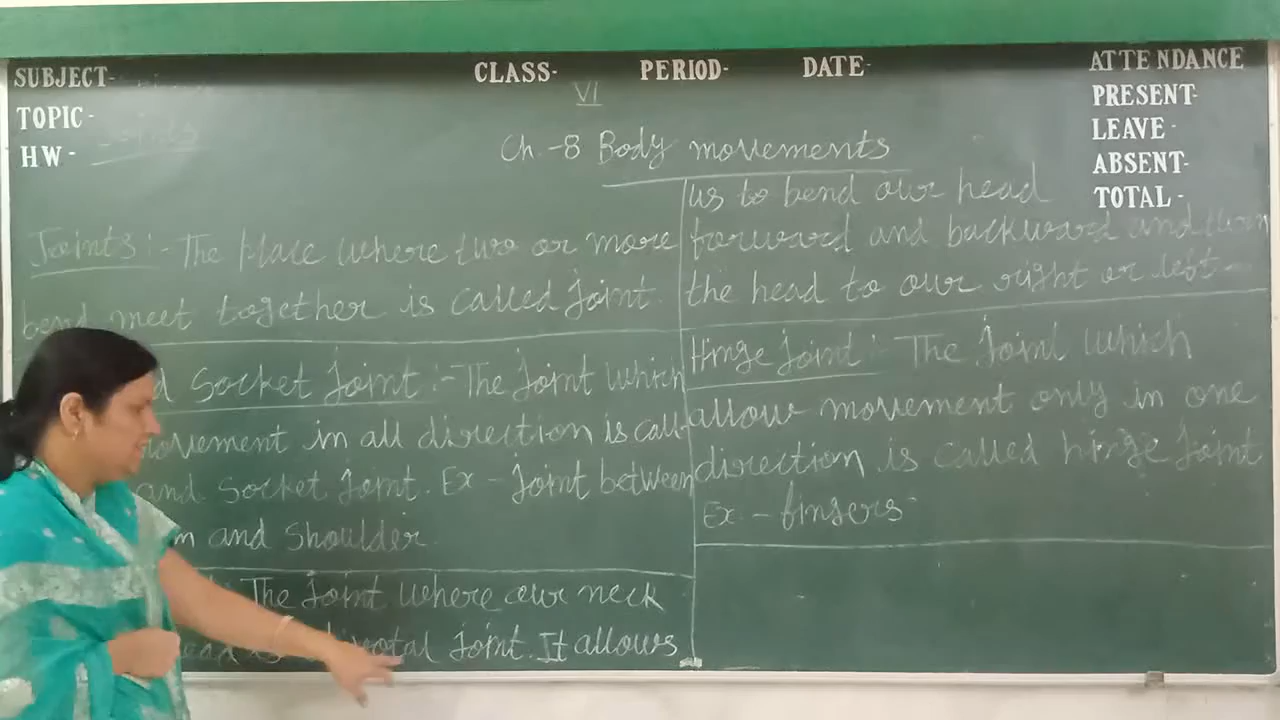 SUBJECT-
CLASS-
PERIOD-
DATE-
ATTENDANCE
TOPIC-
VI
PRESENT-
HW-
LEAVE-
ABSENT-
TOTAL-
Ch.-8 Body movements
Joints:- The place where two or more
bend meet together is called Joint.
d Socket Joint:- The Joint which
ovement in all direction is call-
and Socket Joint. Ex - Joint between
m and Shoulder.
The Joint where our neck
ead is pivotal Joint. It allows
us to bend our head
forward and backward and turn
the head to our right or left-
Hinge Joint:- The Joint which
allow movement only in one
direction is called hinge Joint
Ex - fingers